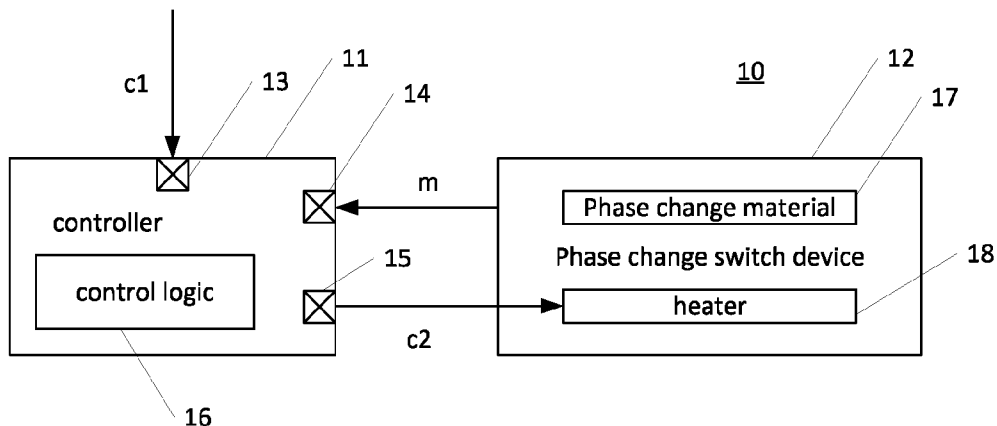 c1
13
11
14
10
12
17
controller
m
Phase change material
control logic
15
Phase change switch device
18
heater
c2
16